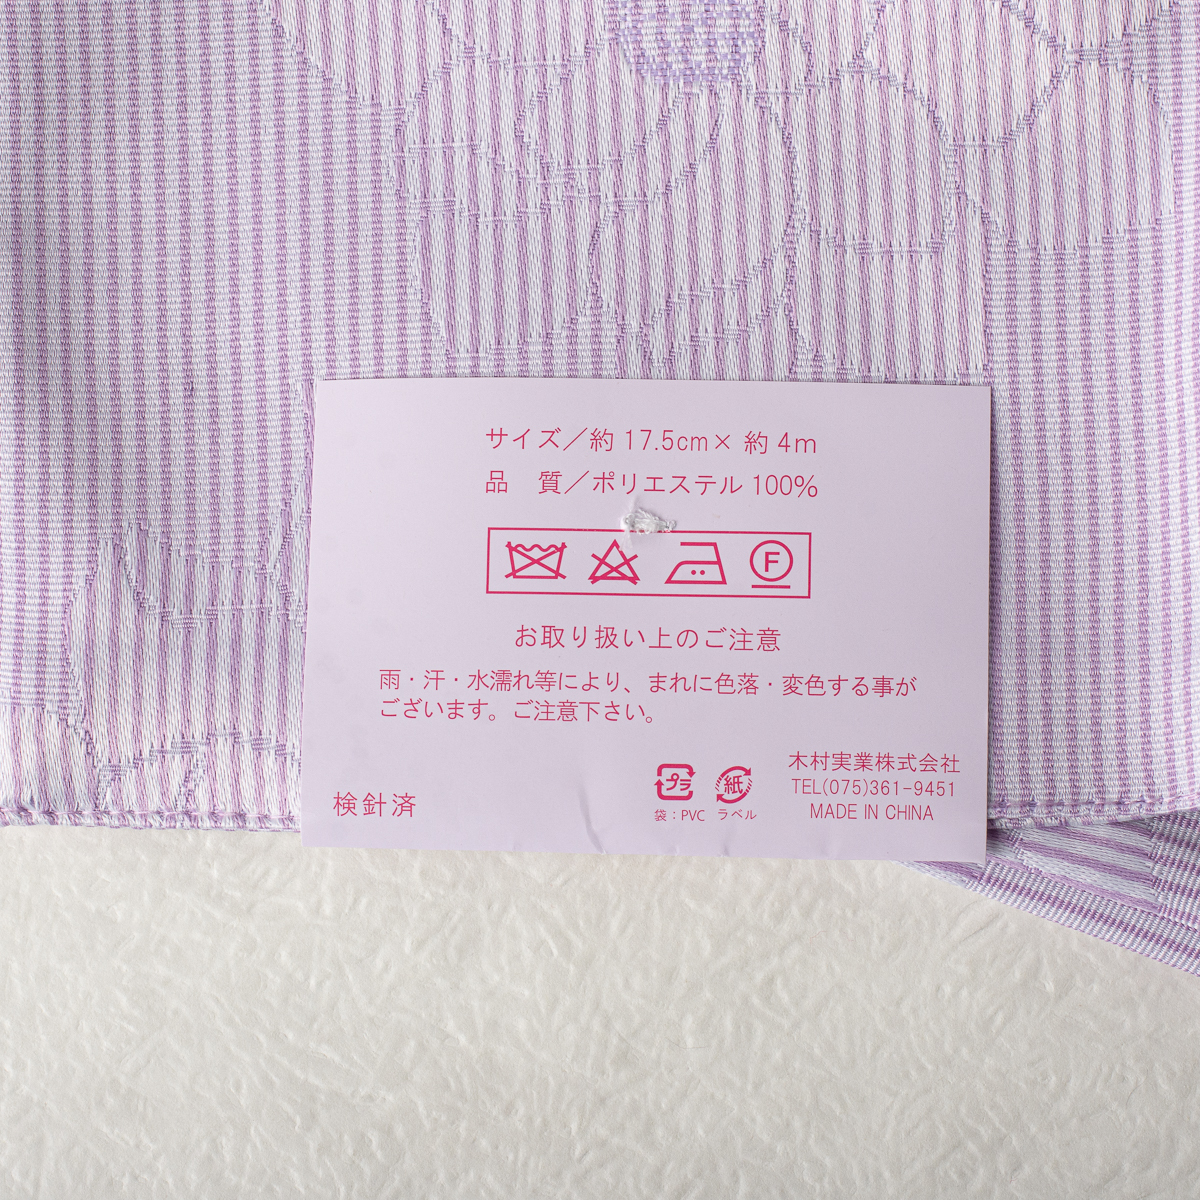 サイズ／約 17.5cm× 約 4m
品　質／ポリエステル 100%
F
お取り扱い上のご注意
雨・汗・水濡れ等により、まれに色落・変色する事が
ございます。ご注意下さい。
検針済
プラ
袋：PVC
紙
ラベル
木村実業株式会社
TEL(075)361-9451
MADE IN CHINA